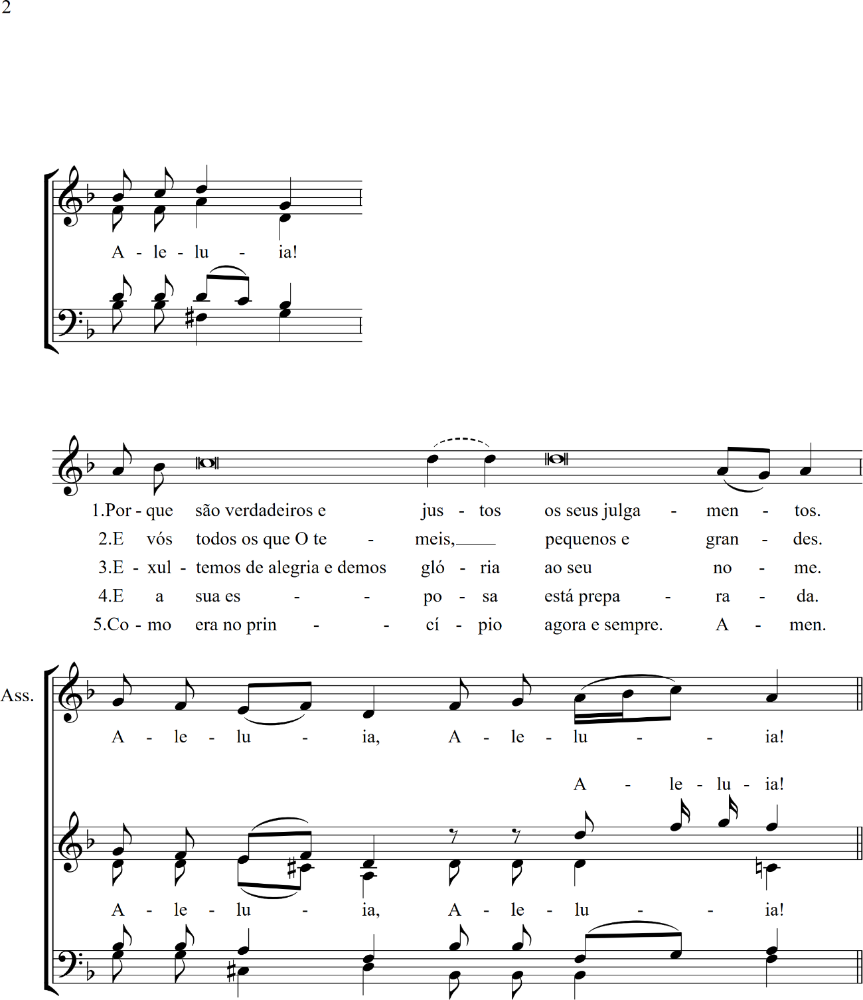 2
A - le - lu - ia!
1.Por - que são verdadeiros e jus - tos os seus julga - men - tos.
2.E vós todos os que O te - meis, pequenos e gran - des.
3.E - xul - temos de alegria e demos gló - ria ao seu no - me.
4.E a sua es - - po - sa está prepa - ra - da.
5.Co - mo era no prin - - cí - pio agora e sempre. A - men.
Ass.
A - le - lu - ia, A - le - lu - - ia!
A - le - lu - ia!
A - le - lu - ia, A - le - lu - - ia!